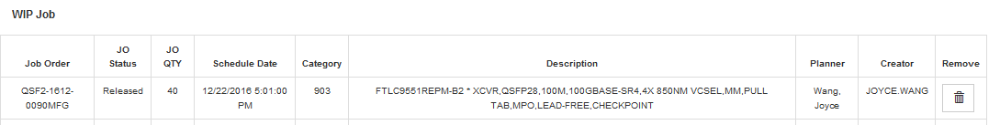 WIP Job
Job Order JO Status JO QTY Schedule Date Category Description Planner Creator Remove
QSF2-1612-0090MFG Released 40 12/22/2016 5:01:00 PM 903 FTLC9551REPM-B2 * XCVR,QSFP28,100M,100GBASE-SR4,4X 850NM VCSEL,MM,PULL TAB,MPO,LEAD-FREE,CHECKPOINT Wang, Joyce JOYCE.WANG